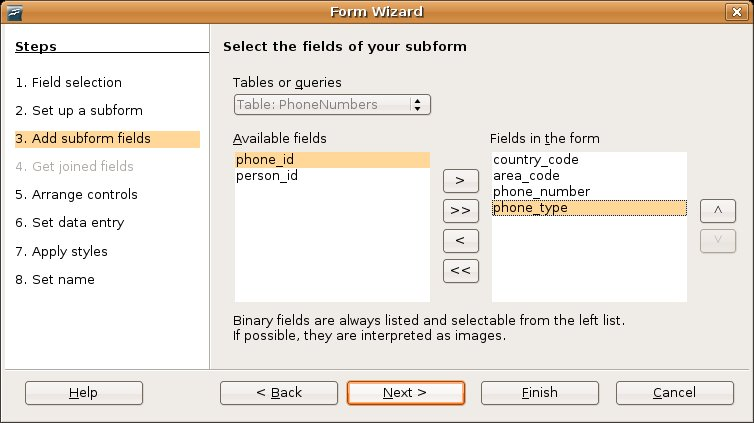 Form Wizard
Steps
1. Field selection
2. Set up a subform
3. Add subform fields
4. Get joined fields
5. Arrange controls
6. Set data entry
7. Apply styles
8. Set name
Select the fields of your subform
Tables or queries
Table: PhoneNumbers
Available fields
phone_id
person_id
>
>>
<
<<
Fields in the form
country_code
area_code
phone_number
phone_type
^
v
Binary fields are always listed and selectable from the left list.
If possible, they are interpreted as images.
Help
< Back
Next >
Finish
Cancel